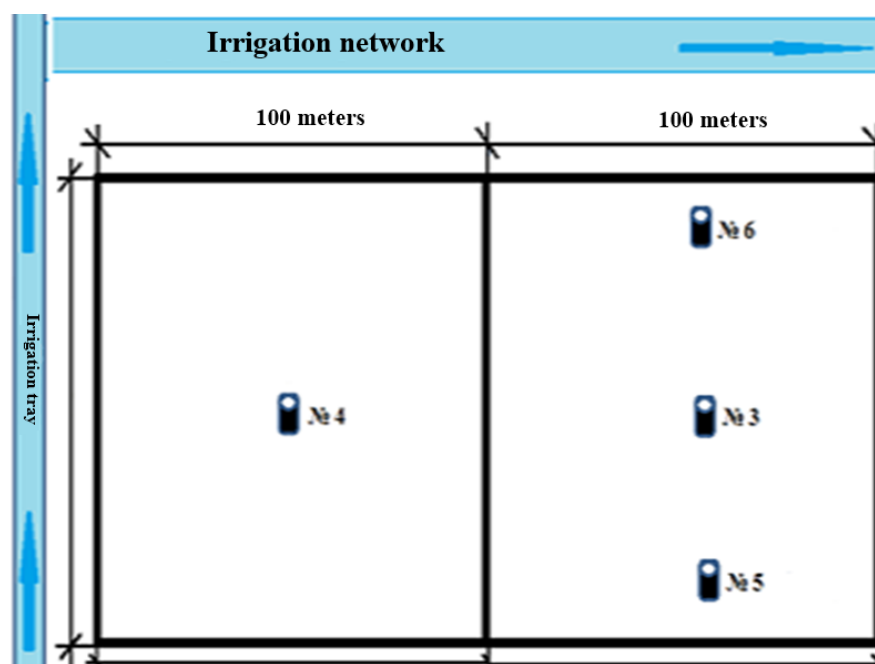 Irrigation network
100 meters
100 meters
№ 6
Irrigation tray
№ 4
№ 3
№ 5